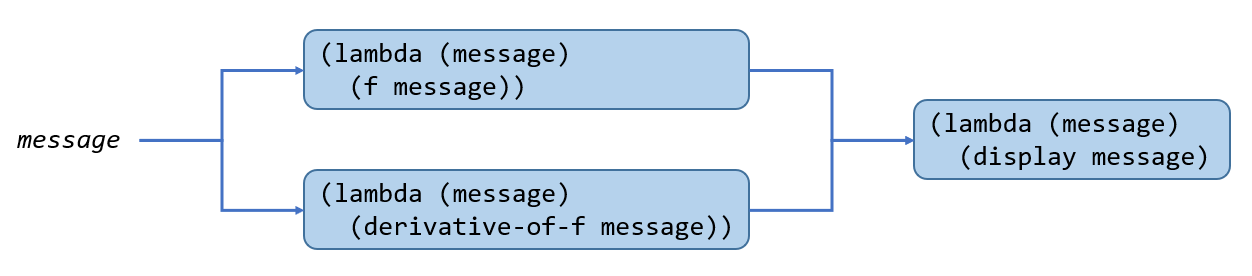 message
(lambda (message)
(f message))
(lambda (message)
(derivative-of-f message))
(lambda (message)
(display message)